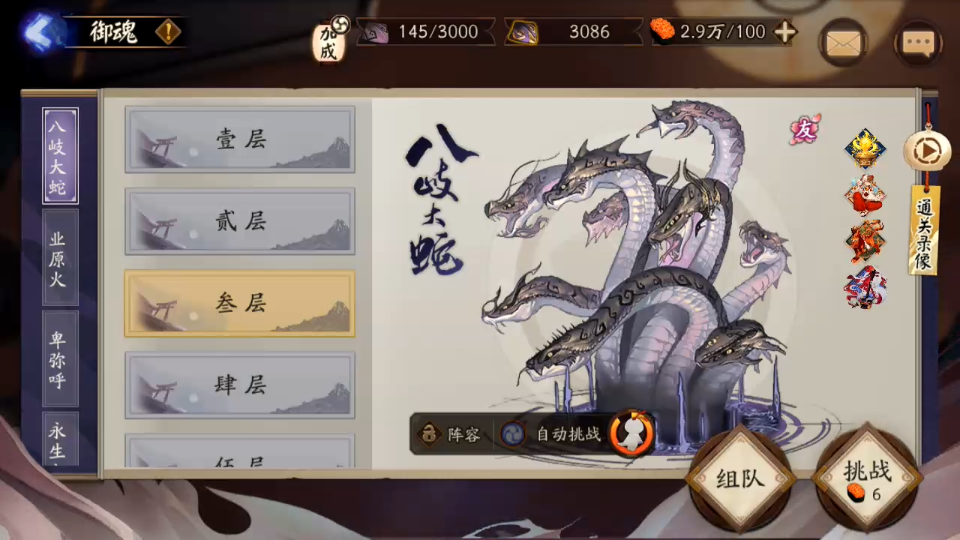 御魂
!
加成
145/3000
3086
2.9万/100
八岐大蛇
业原火
卑弥呼
永生
壹层
贰层
叁层
肆层
伍层
八岐大蛇
友
通关录像
阵容
自动挑战
组队
挑战
6